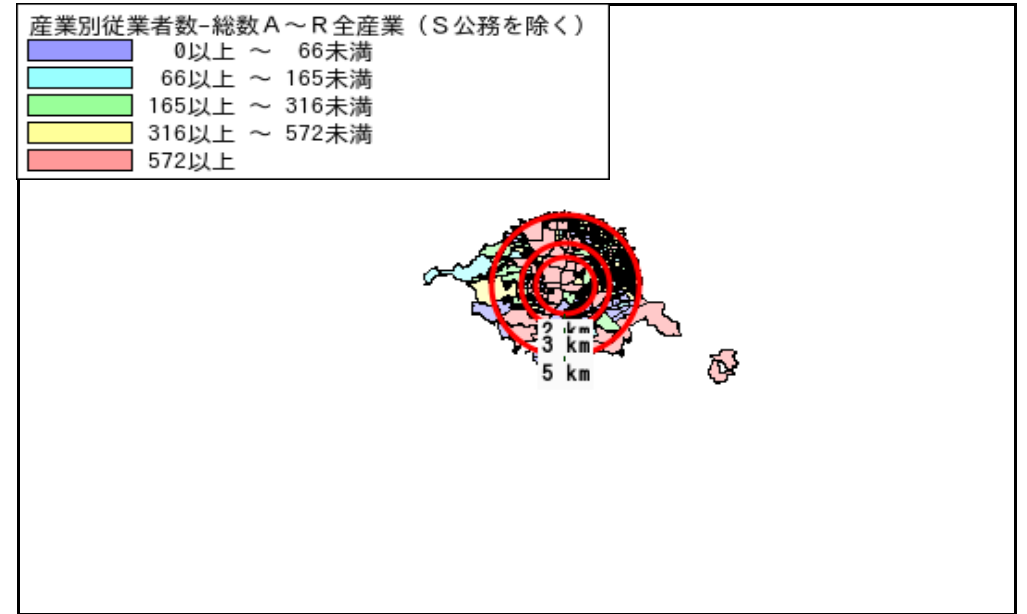 産業別従業者数−総数Ａ〜Ｒ全産業（Ｓ公務を除く）
0以上 〜 66未満
66以上 〜 165未満
165以上 〜 316未満
316以上 〜 572未満
572以上
2 km
3 km
5 km